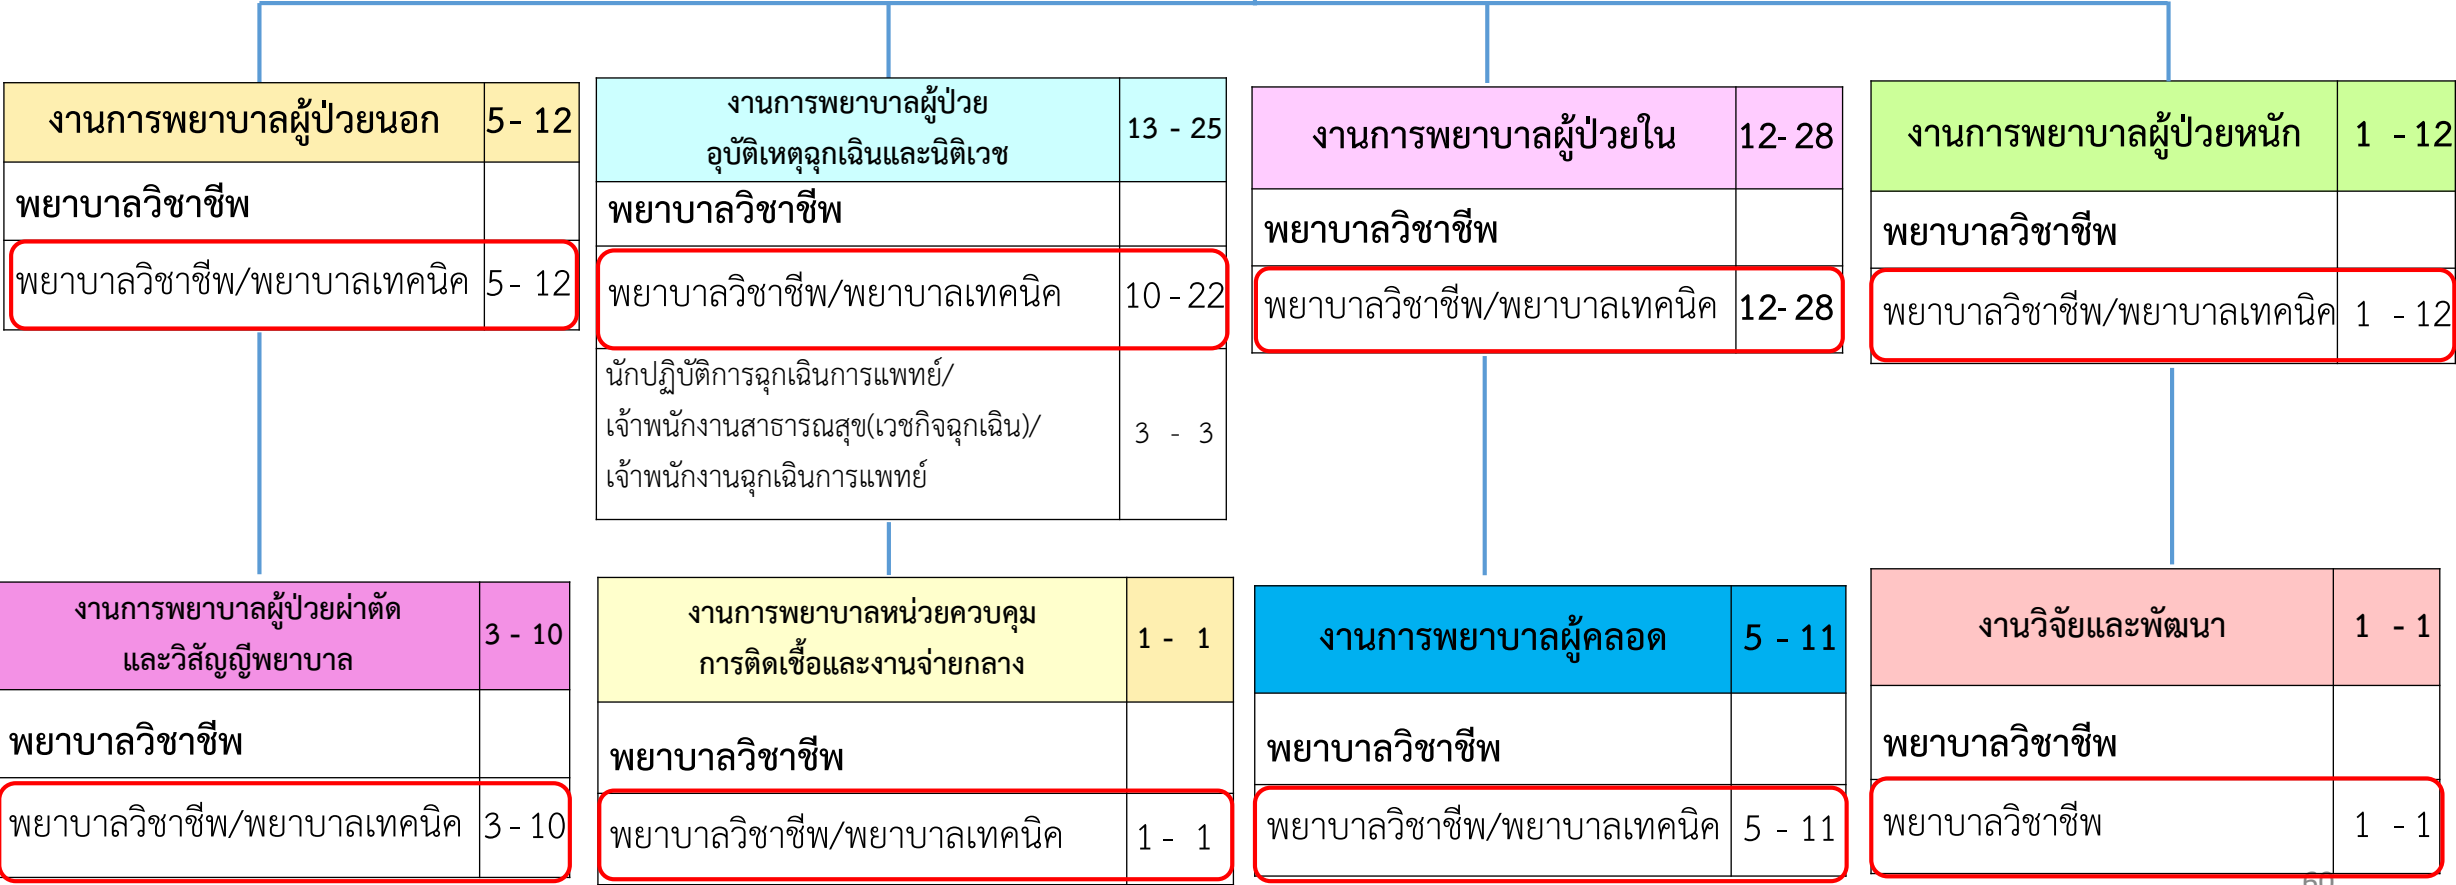 งานการพยาบาลผู้ป่วยนอก 5- 12
พยาบาลวิชาชีพ
พยาบาลวิชาชีพ/พยาบาลเทคนิค 5- 12
งานการพยาบาลผู้ป่วย
อุบัติเหตุฉุกเฉินและนิติเวช 13 - 25
พยาบาลวิชาชีพ
พยาบาลวิชาชีพ/พยาบาลเทคนิค 10 - 22
นักปฏิบัติการฉุกเฉินการแพทย์/
เจ้าพนักงานสาธารณสุข(เวชกิจฉุกเฉิน)/ 3 - 3
เจ้าพนักงานฉุกเฉินการแพทย์
งานการพยาบาลผู้ป่วยใน 12- 28
พยาบาลวิชาชีพ
พยาบาลวิชาชีพ/พยาบาลเทคนิค 12- 28
งานการพยาบาลผู้ป่วยหนัก 1 - 12
พยาบาลวิชาชีพ
พยาบาลวิชาชีพ/พยาบาลเทคนิค 1 - 12
งานการพยาบาลผู้ป่วยผ่าตัด
และวิสัญญีพยาบาล 3 - 10
พยาบาลวิชาชีพ
พยาบาลวิชาชีพ/พยาบาลเทคนิค 3 - 10
งานการพยาบาลหน่วยควบคุม
การติดเชื้อและงานจ่ายกลาง 1 - 1
พยาบาลวิชาชีพ
พยาบาลวิชาชีพ/พยาบาลเทคนิค 1 - 1
งานการพยาบาลผู้คลอด 5 - 11
พยาบาลวิชาชีพ
พยาบาลวิชาชีพ/พยาบาลเทคนิค 5 - 11
งานวิจัยและพัฒนา 1 - 1
พยาบาลวิชาชีพ
พยาบาลวิชาชีพ 1 - 1